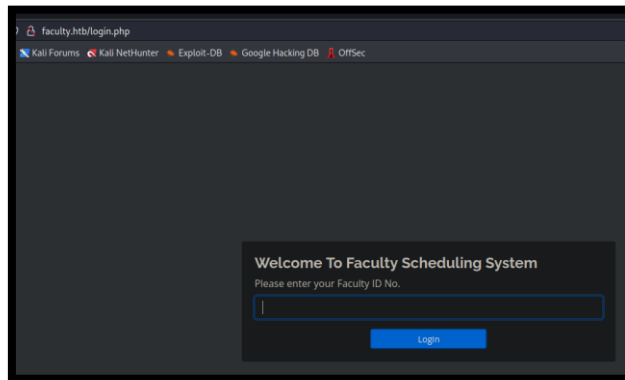 faculty.htb/login.php
Kali Forums Kali NetHunter Exploit-DB Google Hacking DB OffSec
Welcome To Faculty Scheduling System
Please enter your Faculty ID No.
Login